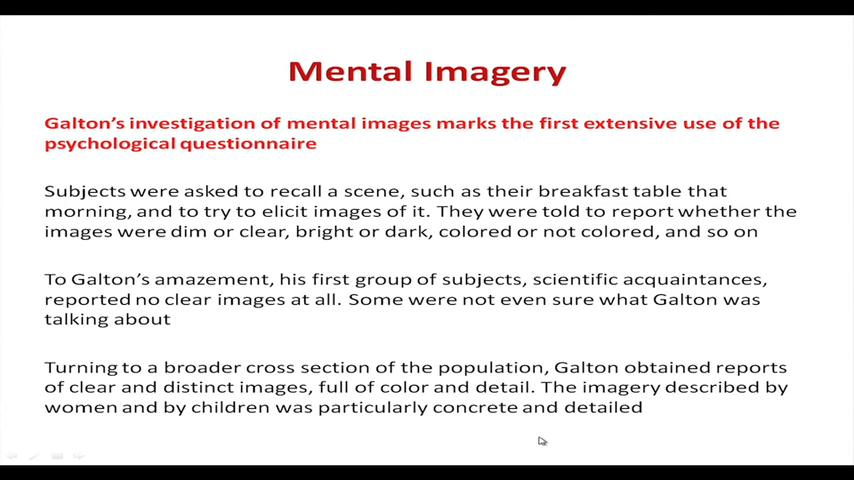 Mental Imagery
Galton’s investigation of mental images marks the first extensive use of the
psychological questionnaire
Subjects were asked to recall a scene, such as their breakfast table that
morning, and to try to elicit images of it. They were told to report whether the
images were dim or clear, bright or dark, colored or not colored, and so on
To Galton’s amazement, his first group of subjects, scientific acquaintances,
reported no clear images at all. Some were not even sure what Galton was
talking about
Turning to a broader cross section of the population, Galton obtained reports
of clear and distinct images, full of color and detail. The imagery described by
women and by children was particularly concrete and detailed